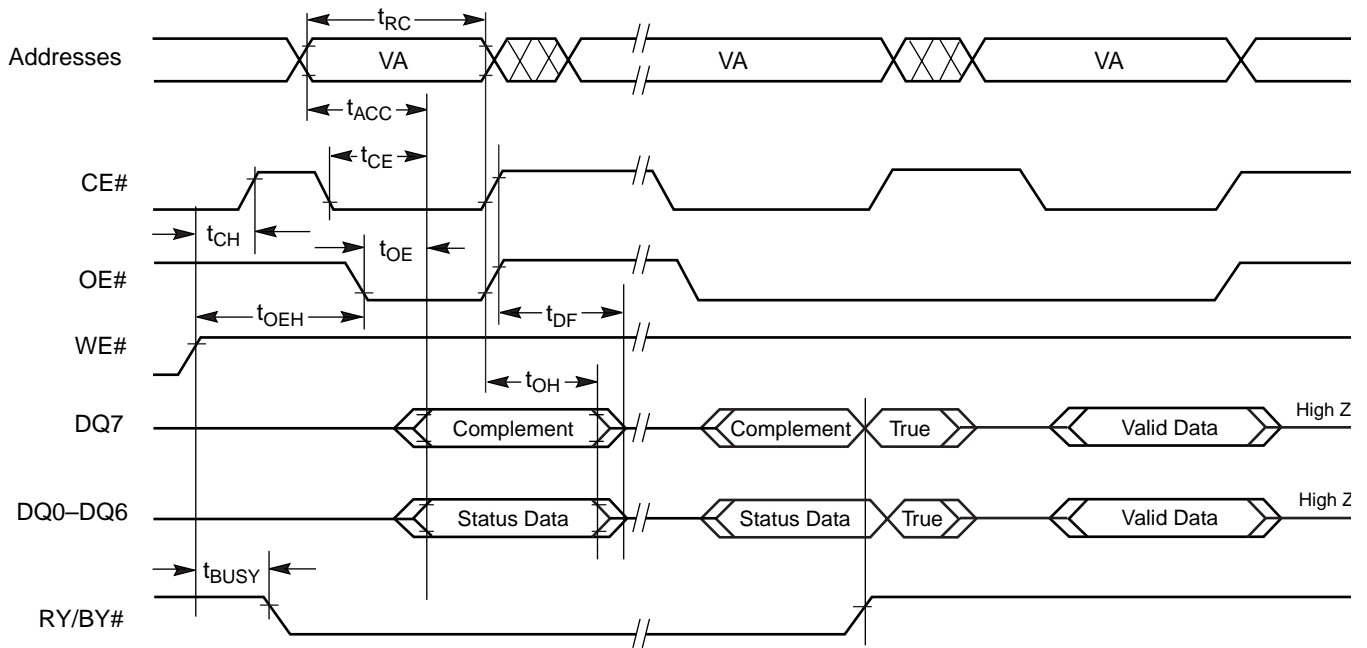 tRC
Addresses VA VA VA
tACC
tCE
CE#
tCH tOE
OE#
tOEH tDF
WE#
tOH
DQ7 Complement Complement True Valid Data High Z
DQ0–DQ6 Status Data Status Data True Valid Data High Z
tBUSY
RY/BY#